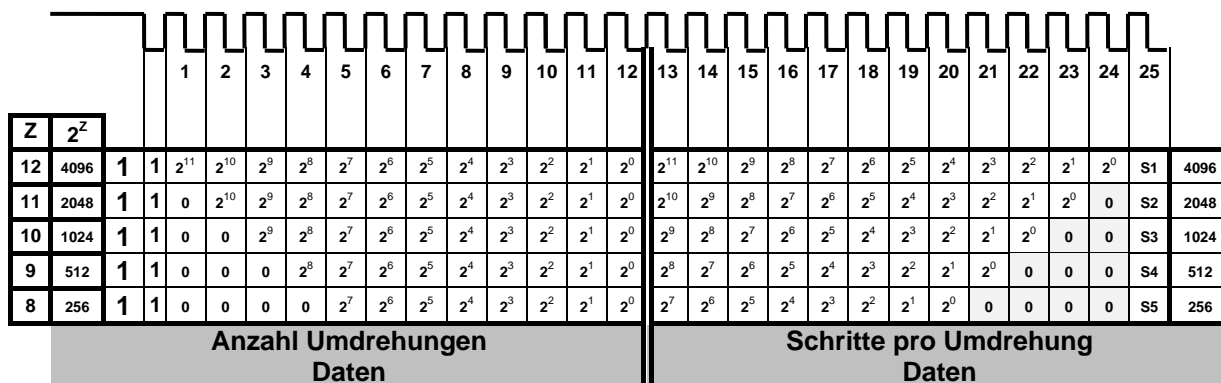 1 2 3 4 5 6 7 8 9 10 11 12 13 14 15 16 17 18 19 20 21 22 23 24 25
Z 2^Z
12 4096 1 1 2^11 2^10 2^9 2^8 2^7 2^6 2^5 2^4 2^3 2^2 2^1 2^0 2^11 2^10 2^9 2^8 2^7 2^6 2^5 2^4 2^3 2^2 2^1 2^0 S1 4096
11 2048 1 1 0 2^10 2^9 2^8 2^7 2^6 2^5 2^4 2^3 2^2 2^1 2^0 2^10 2^9 2^8 2^7 2^6 2^5 2^4 2^3 2^2 2^1 2^0 0 S2 2048
10 1024 1 1 0 0 2^9 2^8 2^7 2^6 2^5 2^4 2^3 2^2 2^1 2^0 2^9 2^8 2^7 2^6 2^5 2^4 2^3 2^2 2^1 2^0 0 0 S3 1024
9 512 1 1 0 0 0 2^8 2^7 2^6 2^5 2^4 2^3 2^2 2^1 2^0 2^8 2^7 2^6 2^5 2^4 2^3 2^2 2^1 2^0 0 0 0 S4 512
8 256 1 1 0 0 0 0 2^7 2^6 2^5 2^4 2^3 2^2 2^1 2^0 2^7 2^6 2^5 2^4 2^3 2^2 2^1 2^0 0 0 0 0 S5 256
Anzahl Umdrehungen
Daten
Schritte pro Umdrehung
Daten